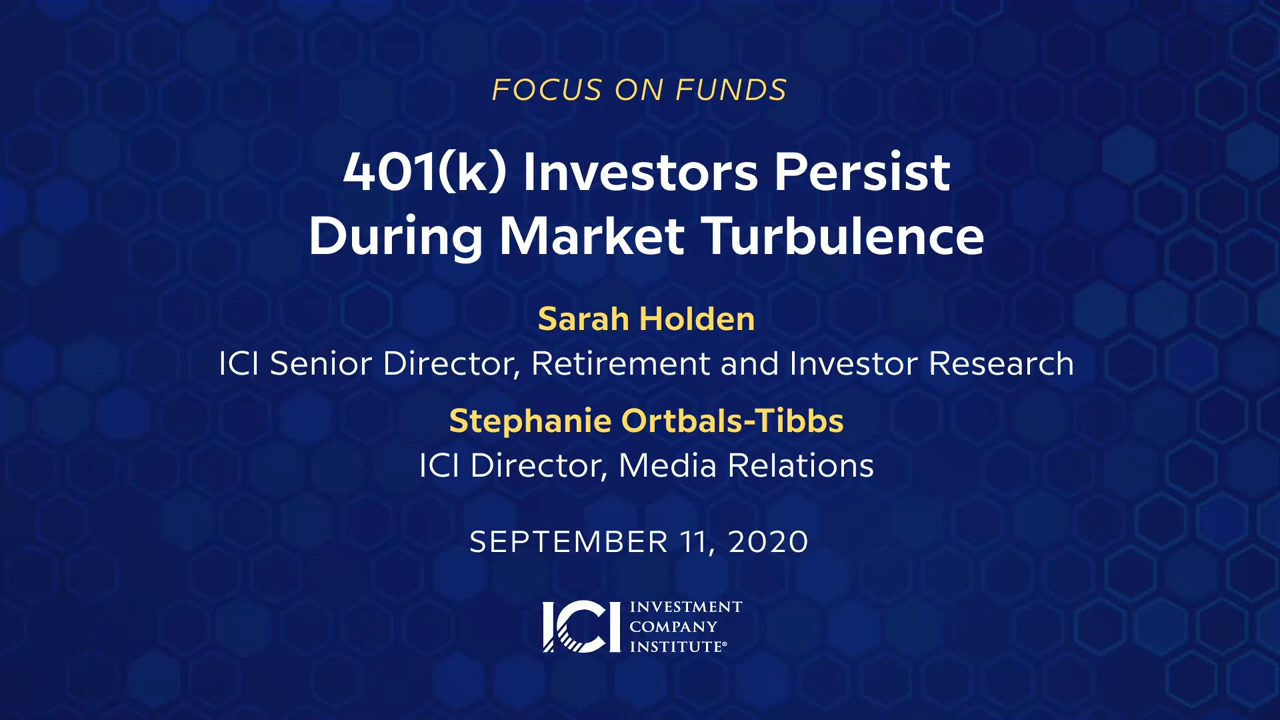 FOCUS ON FUNDS
401(k) Investors Persist
During Market Turbulence
Sarah Holden
ICI Senior Director, Retirement and Investor Research
Stephanie Ortbals-Tibbs
ICI Director, Media Relations
SEPTEMBER 11, 2020
ICI
INVESTMENT
COMPANY
INSTITUTE®